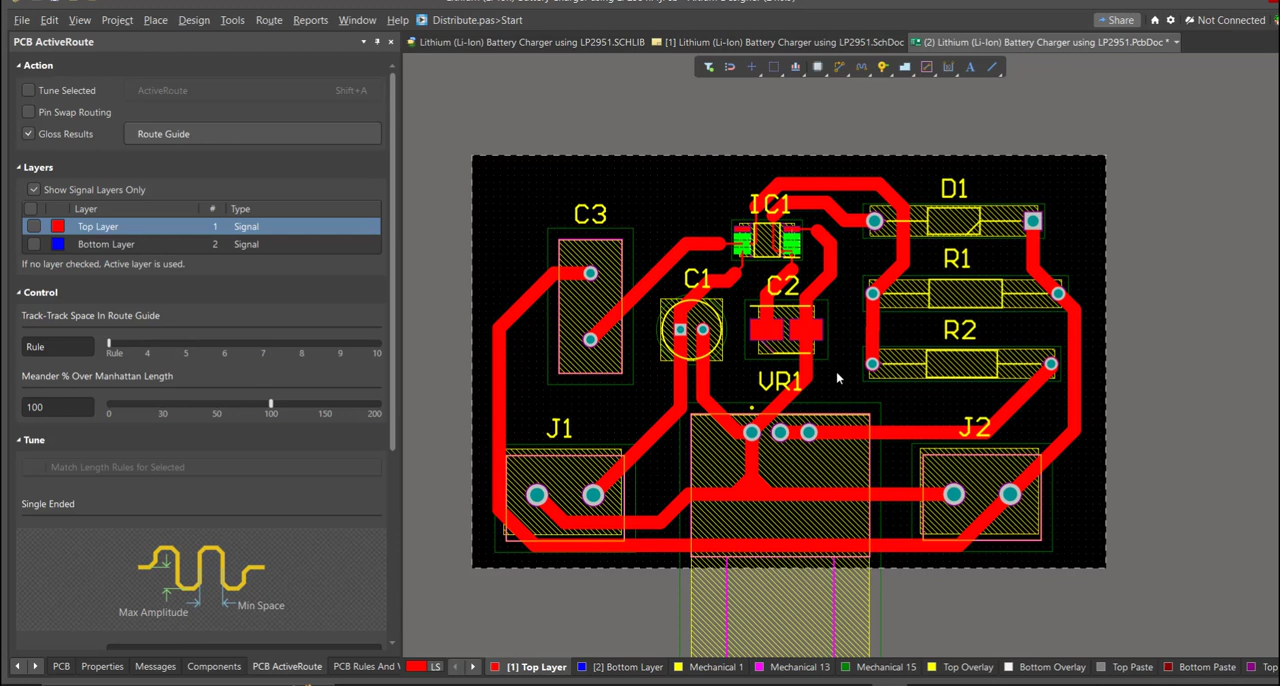 File Edit View Project Place Design Tools Route Reports Window Help Distribute.pas>Start Share Not Connected
PCB ActiveRoute
Lithium (Li-Ion) Battery Charger using LP2951.SCHLIB [1] Lithium (Li-Ion) Battery Charger using LP2951.SchDoc (2) Lithium (Li-Ion) Battery Charger using LP2951.PcbDoc *
Action
Tune Selected ActiveRoute Shift+A
Pin Swap Routing
Gloss Results Route Guide
Layers
Show Signal Layers Only
Layer # Type
Top Layer 1 Signal
Bottom Layer 2 Signal
If no layer checked. Active layer is used.
Control
Track-Track Space In Route Guide
Rule
Rule 4 5 6 7 8 9 10
Meander % Over Manhattan Length
100
0 30 50 100 150 200
Tune
Match Length Rules for Selected
Single Ended
Max Amplitude
Min Space
C3
IC1
D1
C1
C2
R1
R2
VR1
J1
J2
PCB Properties Messages Components PCB ActiveRoute PCB Rules And V
LS [1] Top Layer [2] Bottom Layer Mechanical 1 Mechanical 13 Mechanical 15 Top Overlay Bottom Overlay Top Paste Bottom Paste Top